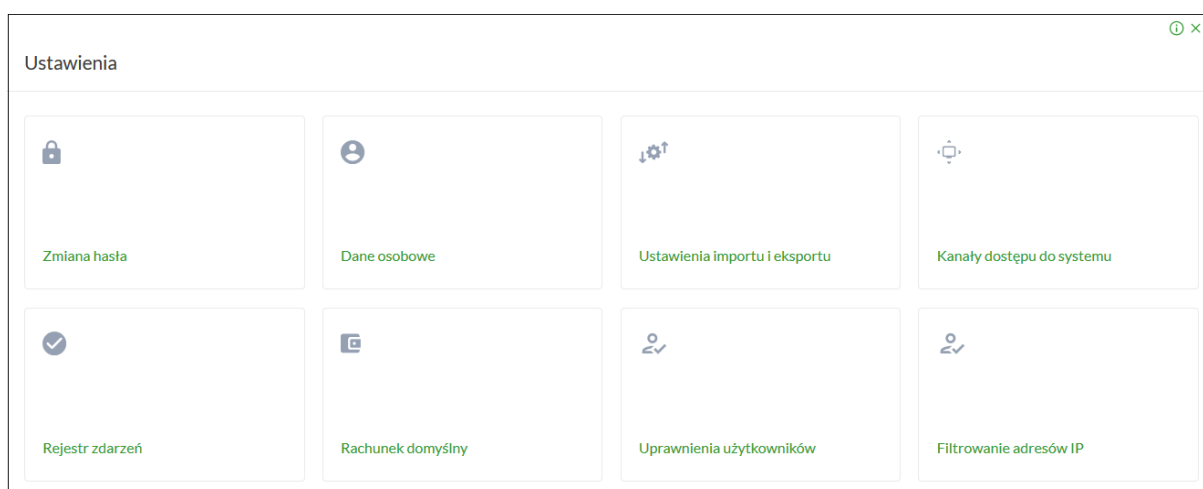 Ustawienia
Zmiana hasła
Dane osobowe
Ustawienia importu i eksportu
Kanały dostępu do systemu
Rejestr zdarzeń
Rachunek domyślny
Uprawnienia użytkowników
Filtrowanie adresów IP